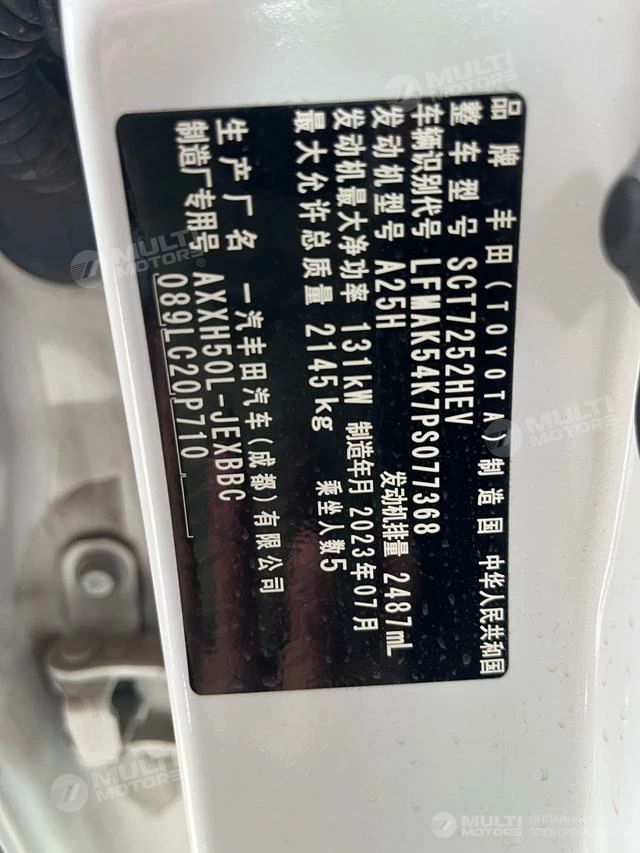 品牌 丰田(TOYOTA) 制造国 中华人民共和国
整车型号 SCT7252HEV
车辆识别代号 LFMAK54K7PS077368
发动机型号 A25H 发动机排量 2487mL
发动机最大净功率 131kW 制造年月 2023年07月
最大允许总质量 2145kg 乘坐人数5
生产厂名 一汽丰田汽车(成都)有限公司
制造厂专用号 AXXH50L-JEXBBC
089LC20P710
MULTI
MOTORS
MULTI
MOTORS
MULTI
MOTORS
MULTI
MOTORS
MULTI
MOTORS
MULTI
MOTORS